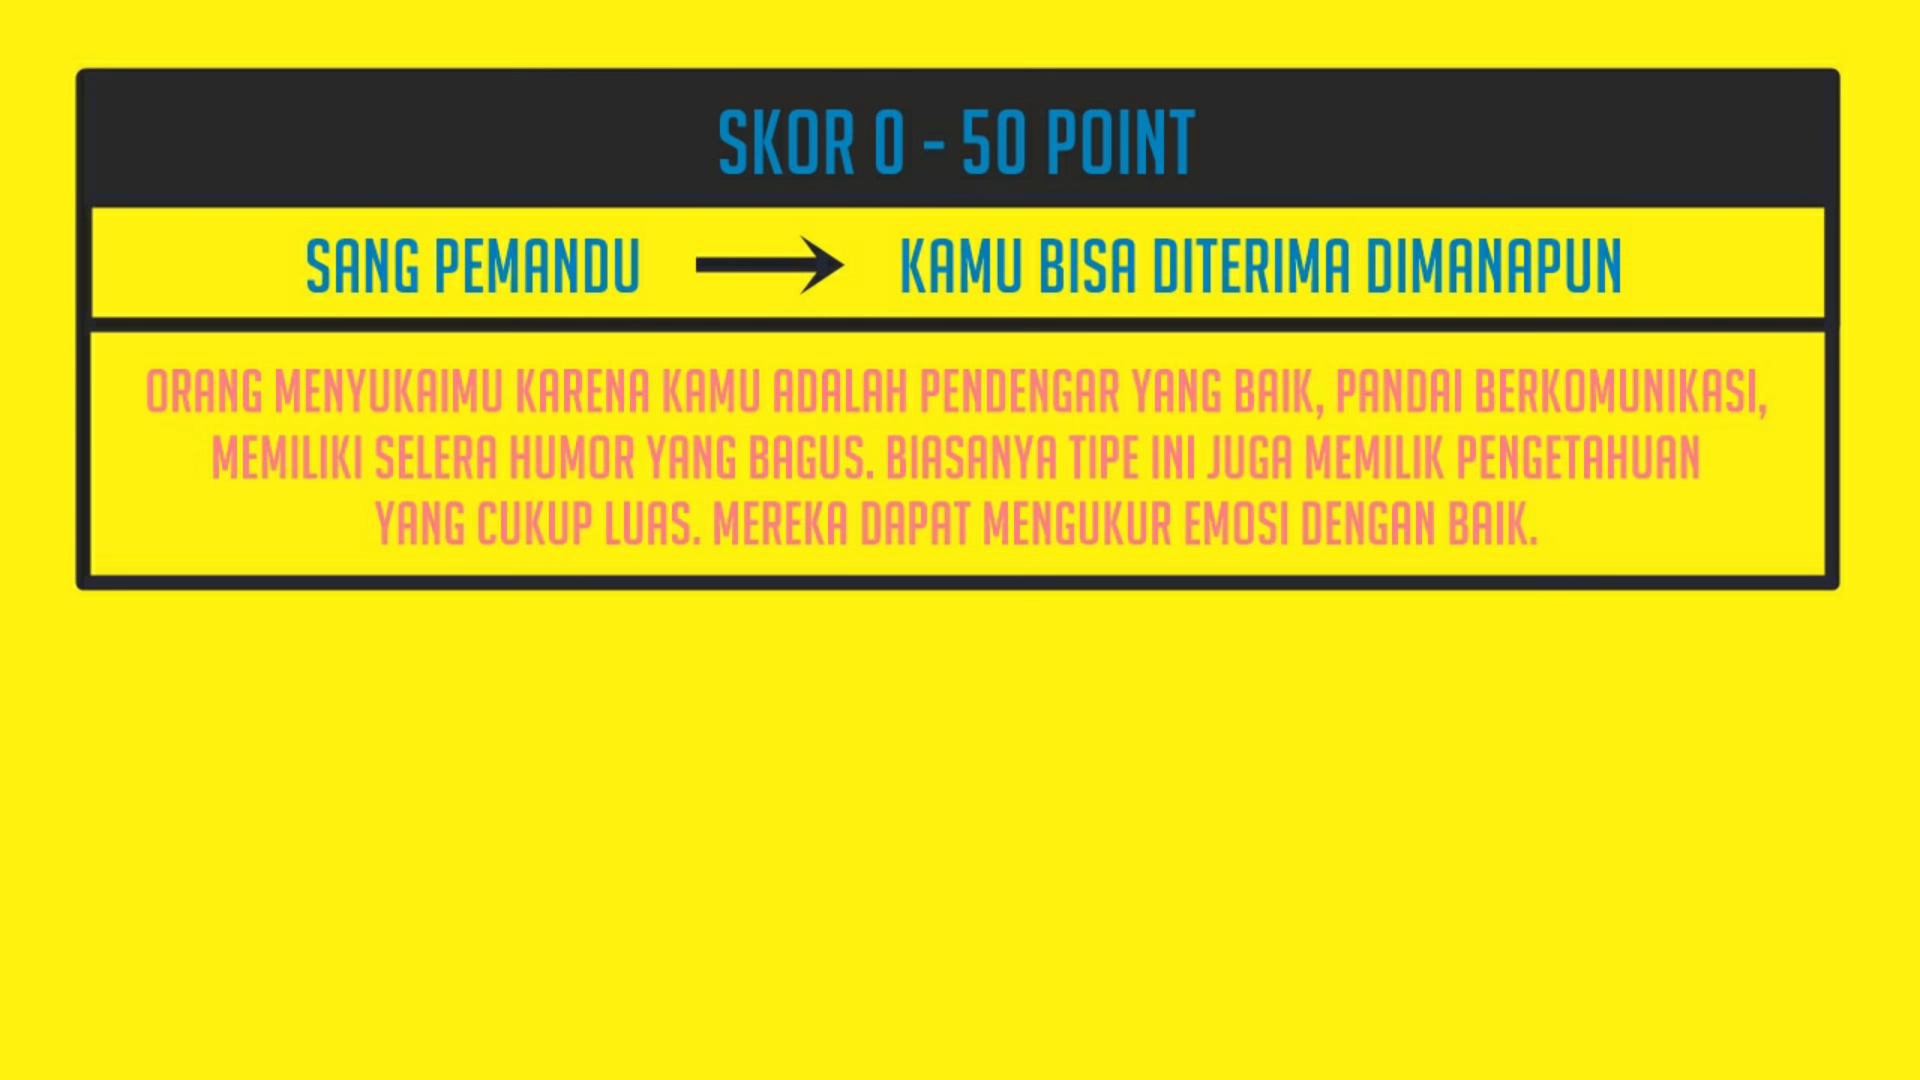 SKOR 0 - 50 POINT
SANG PEMANDU → KAMU BISA DITERIMA DIMANAPUN
ORANG MENYUKAIMU KARENA KAMU ADALAH PENDENGAR YANG BAIK, PANDAI BERKOMUNIKASI,
MEMILIKI SELERA HUMOR YANG BAGUS. BIASANYA TIPE INI JUGA MEMILIK PENGETAHUAN
YANG CUKUP LUAS. MEREKA DAPAT MENGUKUR EMOSI DENGAN BAIK.